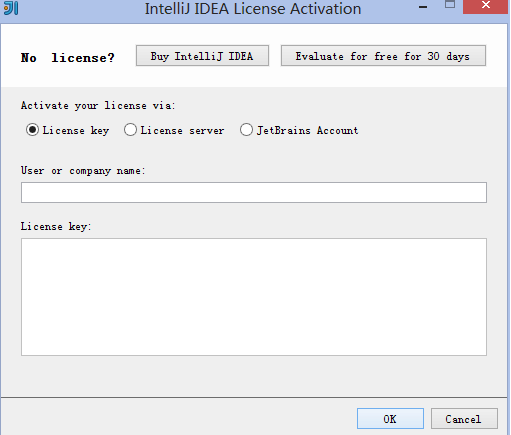 IntelliJ IDEA License Activation
No license? Buy IntelliJ IDEA Evaluate for free for 30 days
Activate your license via:
License key License server JetBrains Account
User or company name:
License key:
OK Cancel